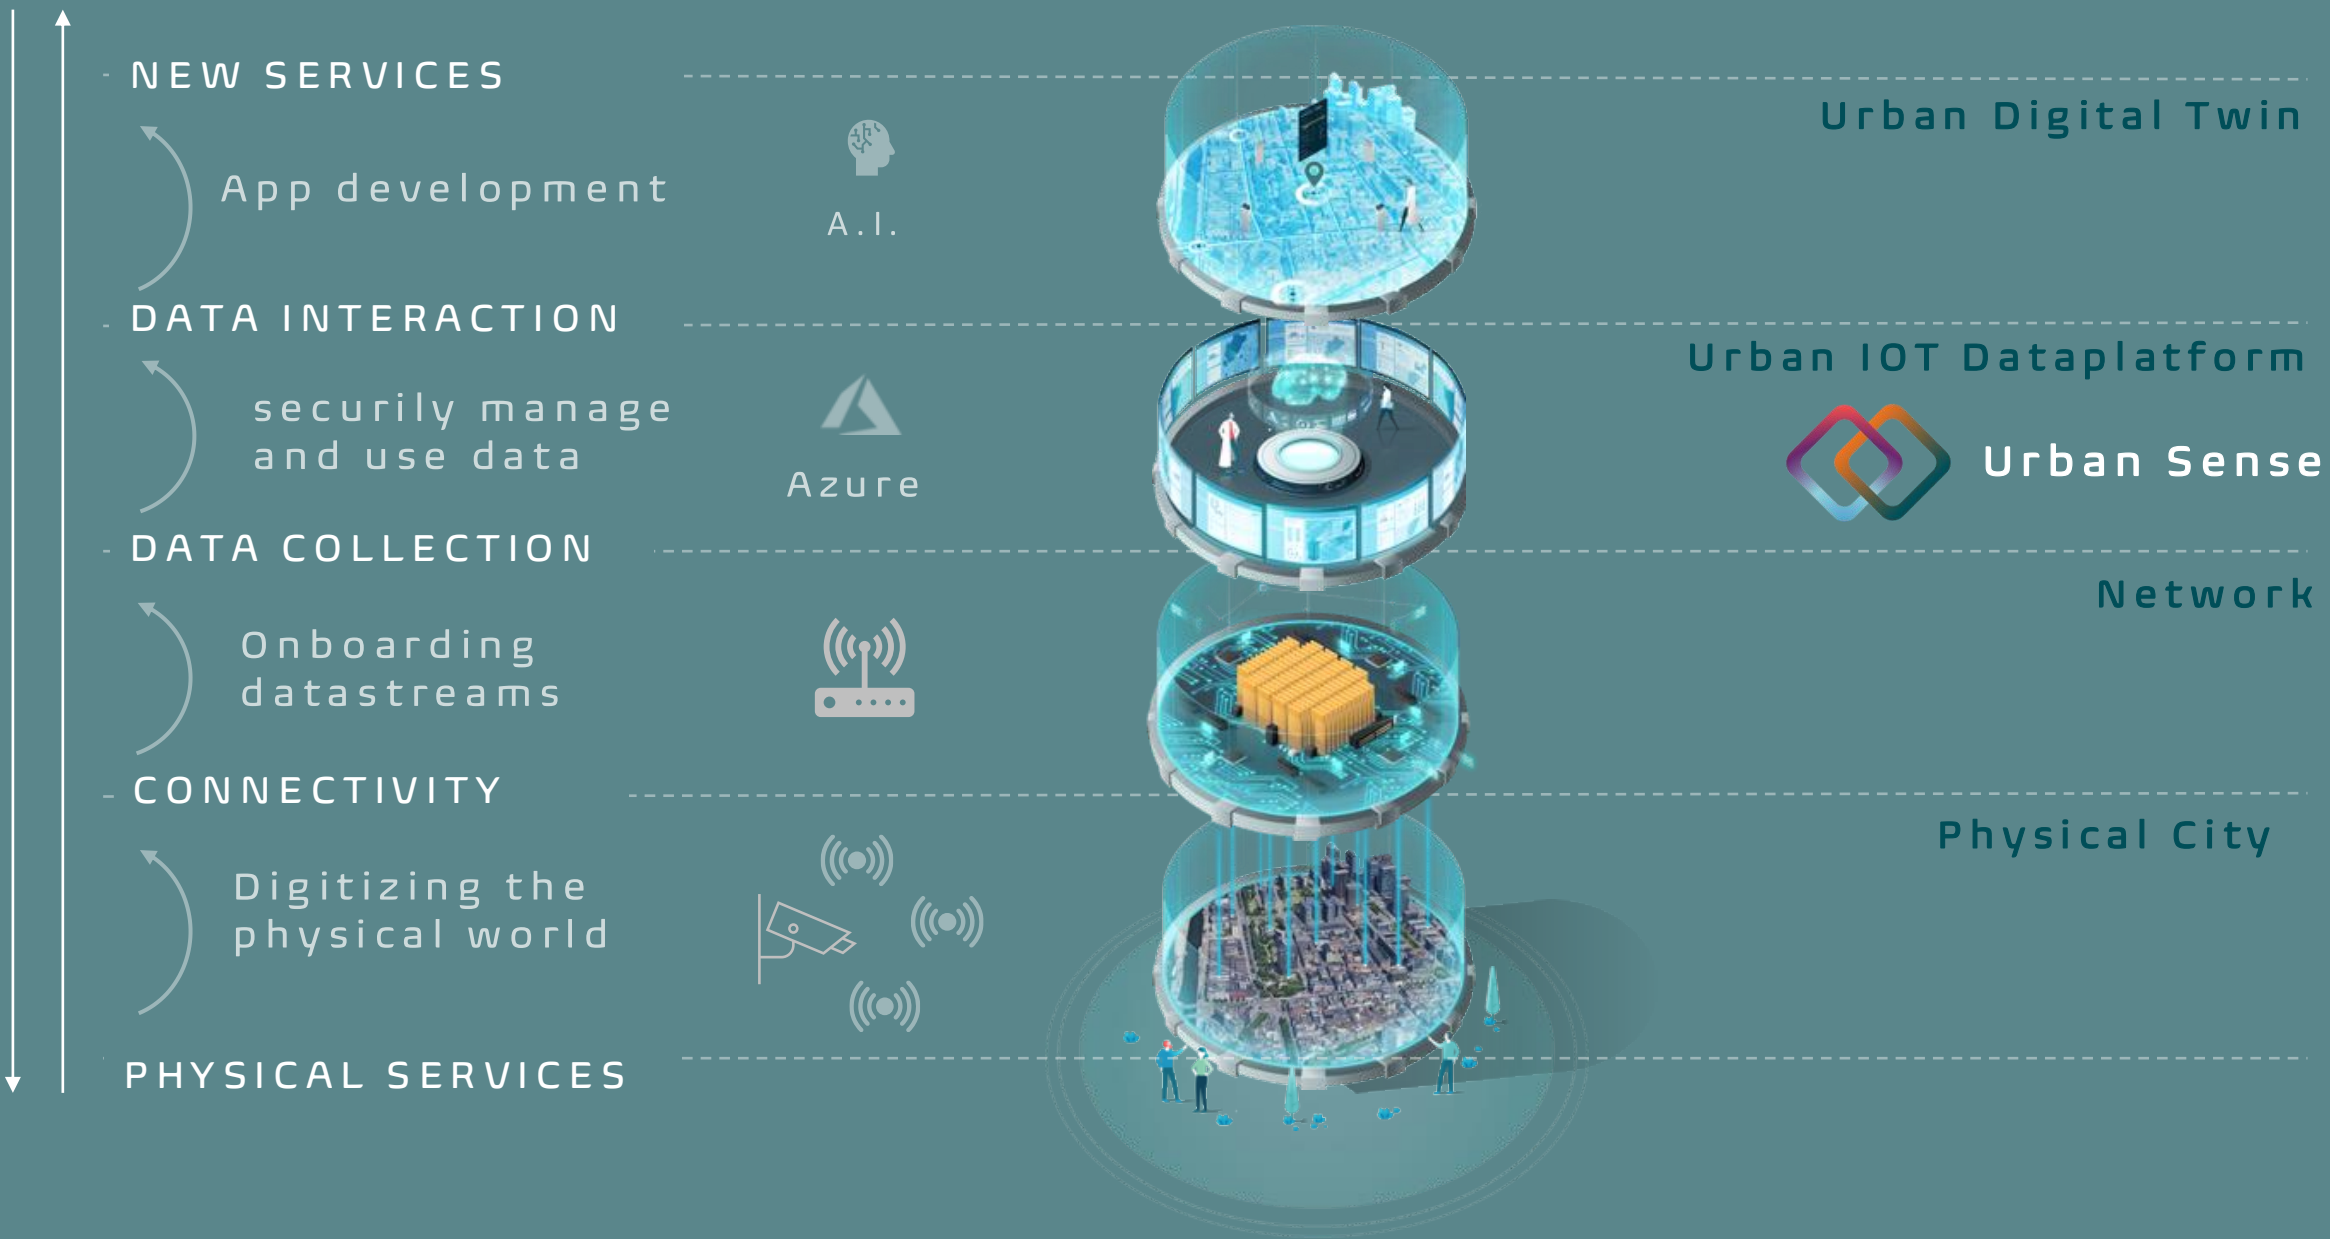 NEW SERVICES
Urban Digital Twin
App development
A.I.
DATA INTERACTION
Urban IOT Dataplatform
securily manage
and use data
Azure
Urban Sense
DATA COLLECTION
Network
Onboarding
datastreams
CONNECTIVITY
Physical City
Digitizing the
physical world
PHYSICAL SERVICES